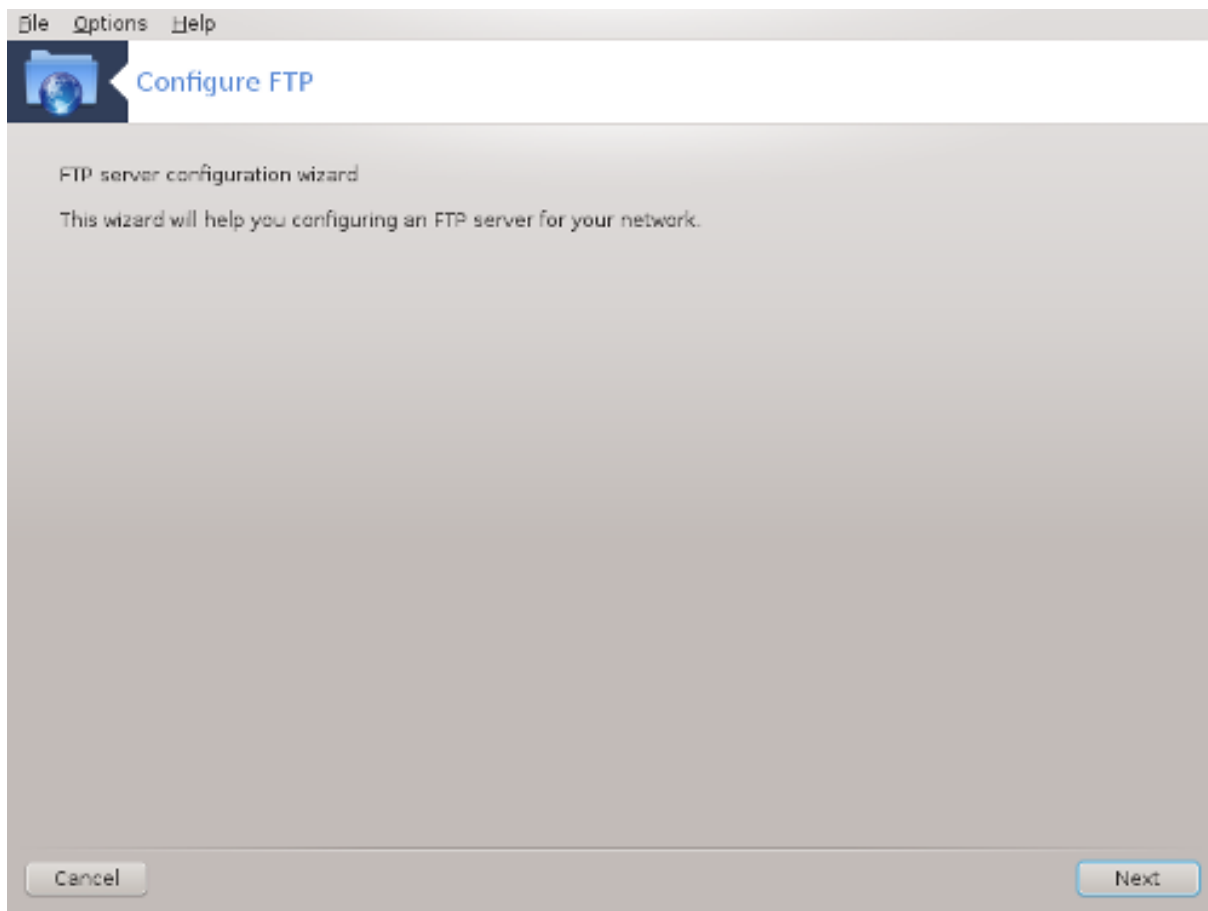 File Options Help
Configure FTP
FTP server configuration wizard
This wizard will help you configuring an FTP server for your network.
Cancel Next